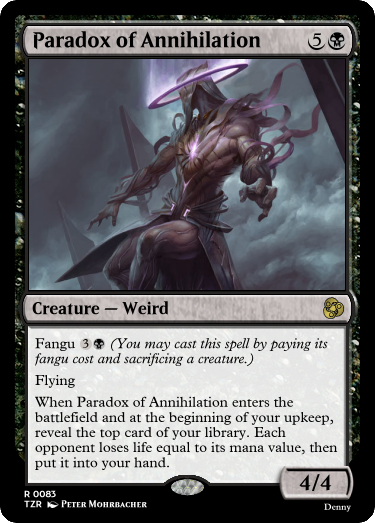 Paradox of Annihilation 5
Creature — Weird
Fangu 3 (You may cast this spell by paying its
fangu cost and sacrificing a creature.)
Flying
When Paradox of Annihilation enters the
battlefield and at the beginning of your upkeep,
reveal the top card of your library. Each
opponent loses life equal to its mana value, then
put it into your hand.
4/4
R 0083
TZR Peter Mohrbacher
Denny